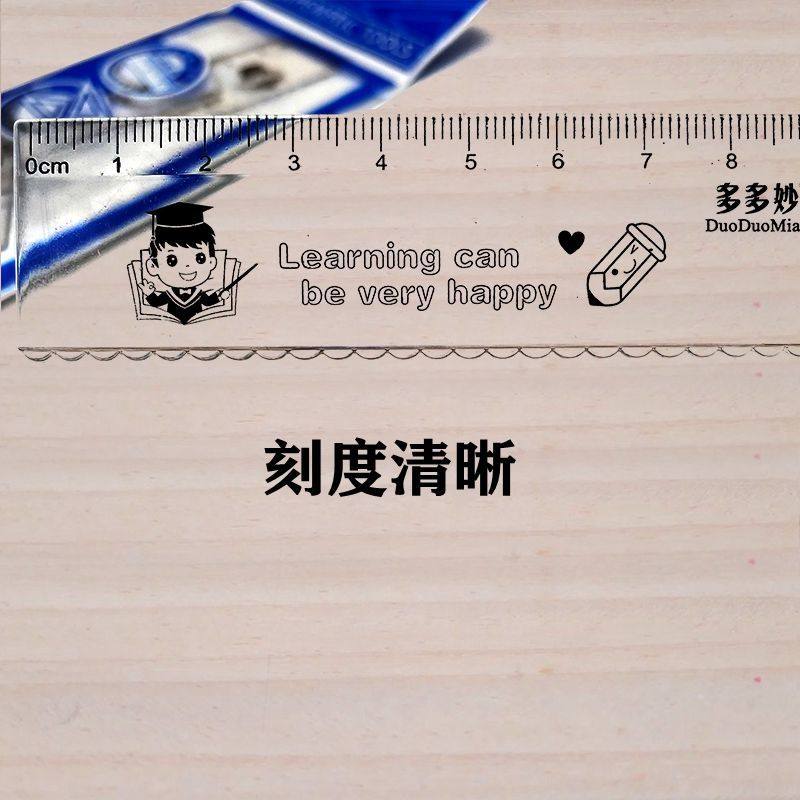 0cm 1 2 3 4 5 6 7 8
多多妙
DuoDuoMia
Learning can
be very happy
刻度清晰